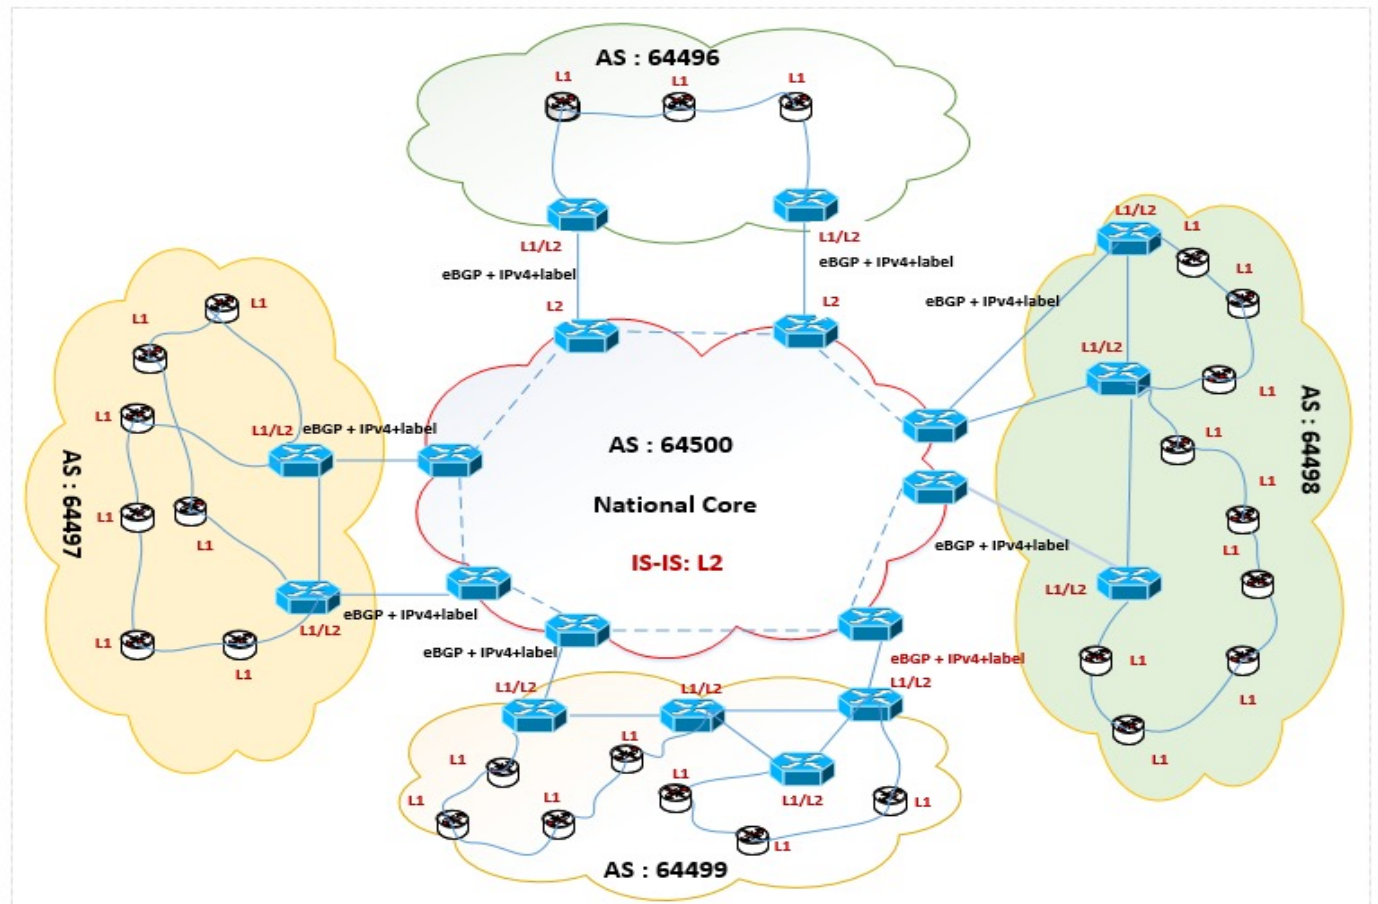 AS : 64496
L1
L1
L1
L1/L2
L1/L2
eBGP + IPv4+label
eBGP + IPv4+label
L2
L2
AS : 64497
L1
L1
L1
L1/L2
eBGP + IPv4+label
L1
L1
L1
L1
L1/L2
eBGP + IPv4+label
AS : 64500
National Core
IS-IS: L2
L1/L2
L1
L1
eBGP + IPv4+label
L1/L2
L1
L1
L1
L1
eBGP + IPv4+label
L1/L2
L1
L1
L1
AS : 64498
eBGP + IPv4+label
eBGP + IPv4+label
L1/L2
L1/L2
L1/L2
L1
L1
L1
L1
L1
L1/L2
L1
L1
AS : 64499